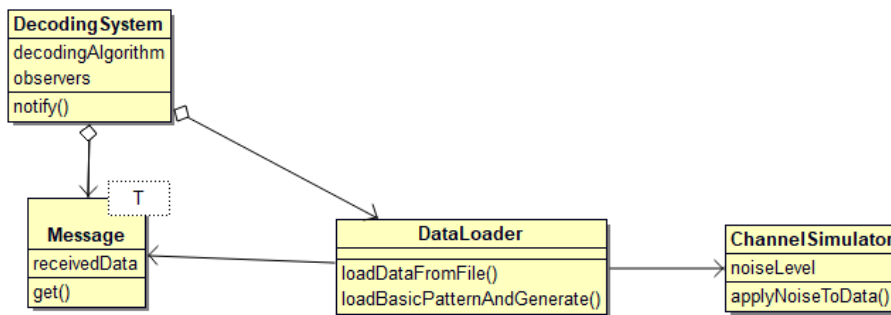 DecodingSystem
decodingAlgorithm
observers
notify()
T
Message
receivedData
get()
DataLoader
loadDataFromFile()
loadBasicPatternAndGenerate()
ChannelSimulator
noiseLevel
applyNoiseToData()